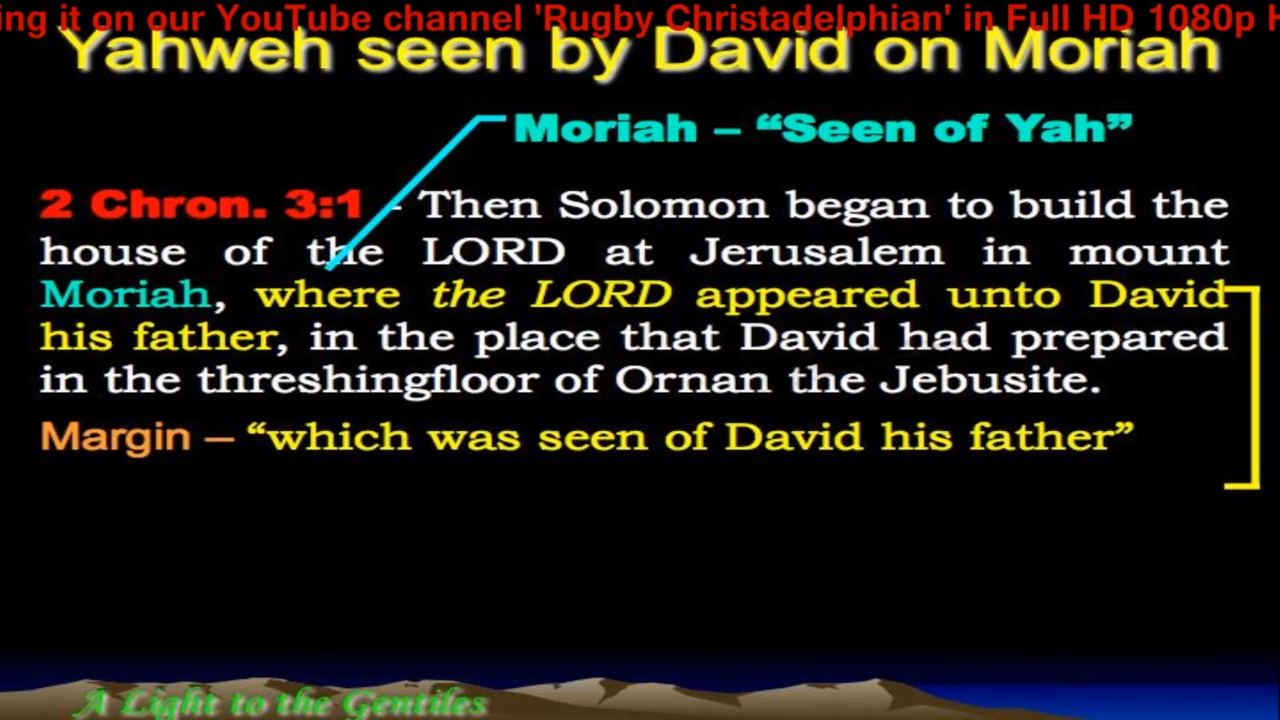 ing it on our YouTube channel 'Rugby Christadelphian' in Full HD 1080p
Yahweh seen by David on Moriah
Moriah – “Seen of Yah”
2 Chron. 3:1 - Then Solomon began to build the
house of the LORD at Jerusalem in mount
Moriah, where the LORD appeared unto David
his father, in the place that David had prepared
in the threshingfloor of Ornan the Jebusite.
Margin – “which was seen of David his father”
A Light to the Gentiles